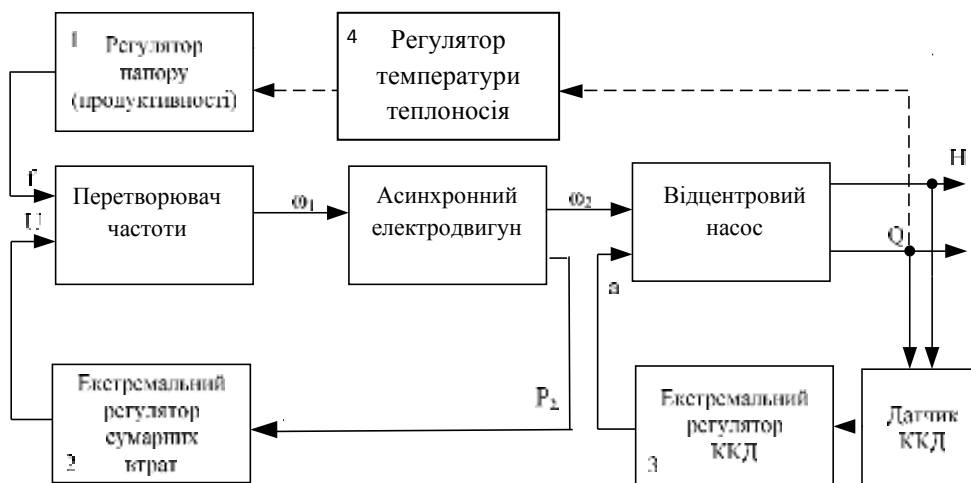 1
Регулятор
напору
(продуктивності)
4
Регулятор
температури
теплоносія
H
f
Перетворювач
частоти
ω₁
Асинхронний
електродвигун
ω₂
Відцентровий
насос
U
Q
a
Екстремальний
регулятор
сумарних
втрат
2
P₂
Екстремальний
регулятор
ККД
3
Датчик
ККД